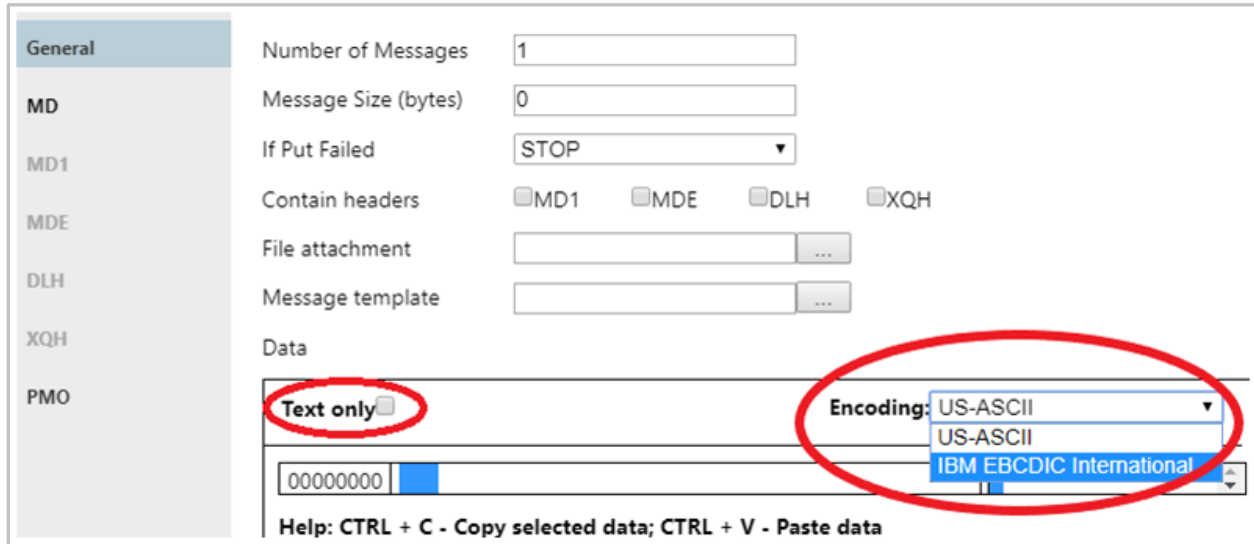 General
MD
MD1
MDE
DLH
XQH
PMO
Number of Messages 1
Message Size (bytes) 0
If Put Failed STOP
Contain headers MD1 MDE DLH XQH
File attachment ...
Message template ...
Data
Text only Encoding: US-ASCII
US-ASCII
IBM EBCDIC International
00000000
Help: CTRL + C - Copy selected data; CTRL + V - Paste data